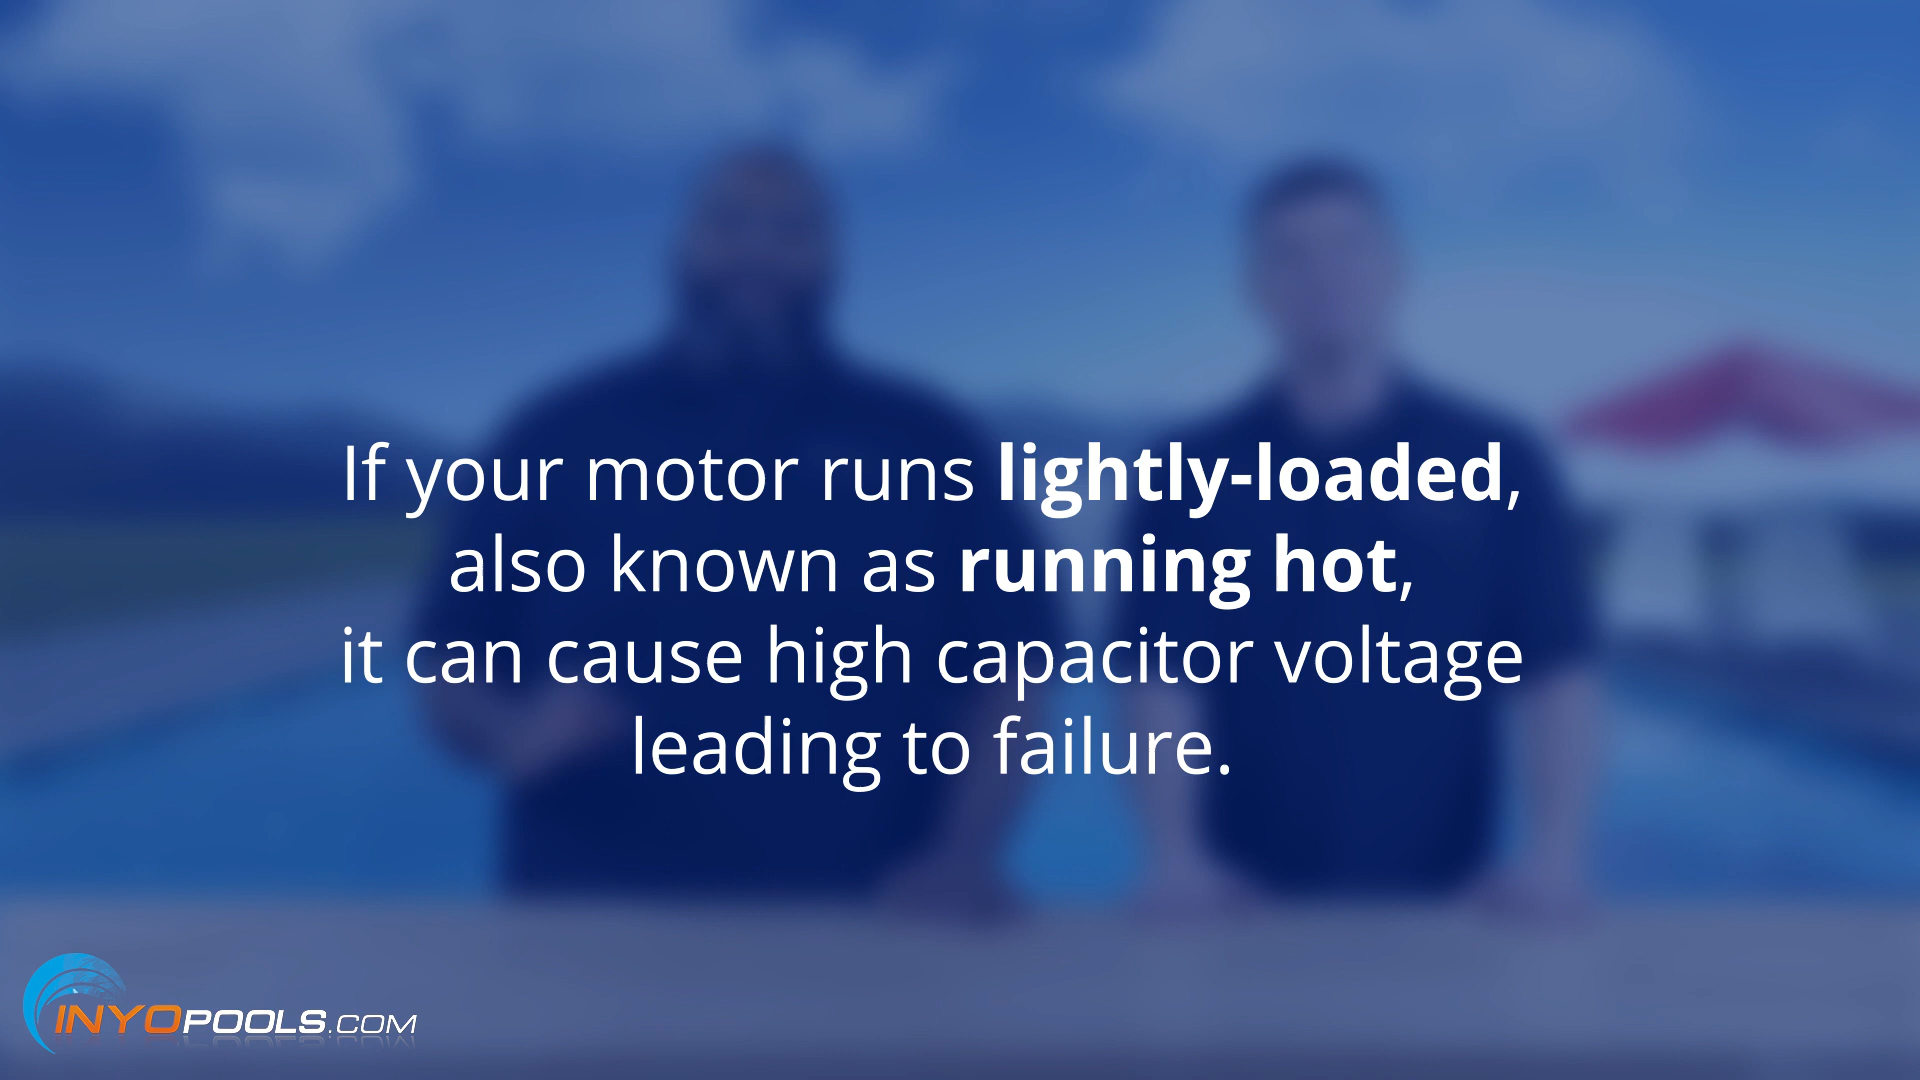 If your motor runs lightly-loaded,
also known as running hot,
it can cause high capacitor voltage
leading to failure.
INYOPOOLS.COM